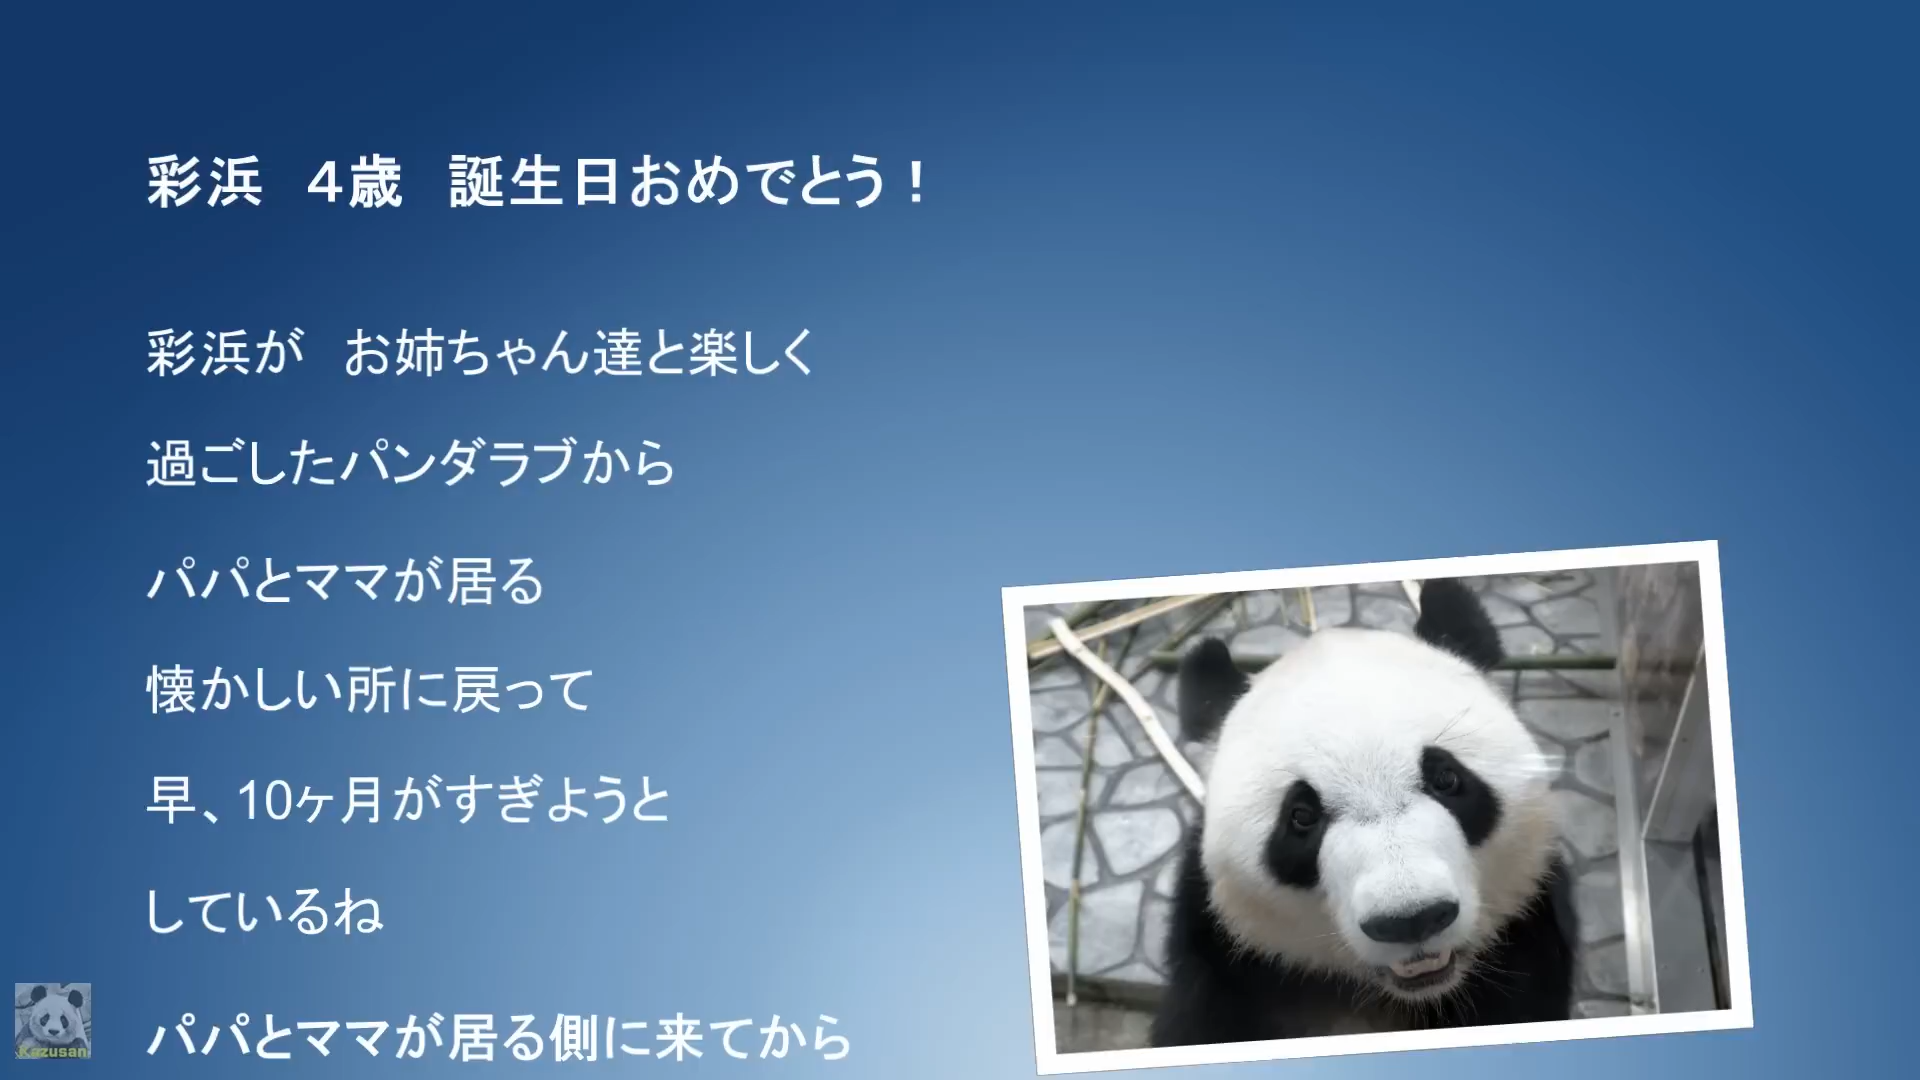 彩浜　４歳　誕生日おめでとう！
彩浜が　お姉ちゃん達と楽しく
過ごしたパンダラブから
パパとママが居る
懐かしい所に戻って
早、10ヶ月がすぎようと
しているね
パパとママが居る側に来てから
Kazusan